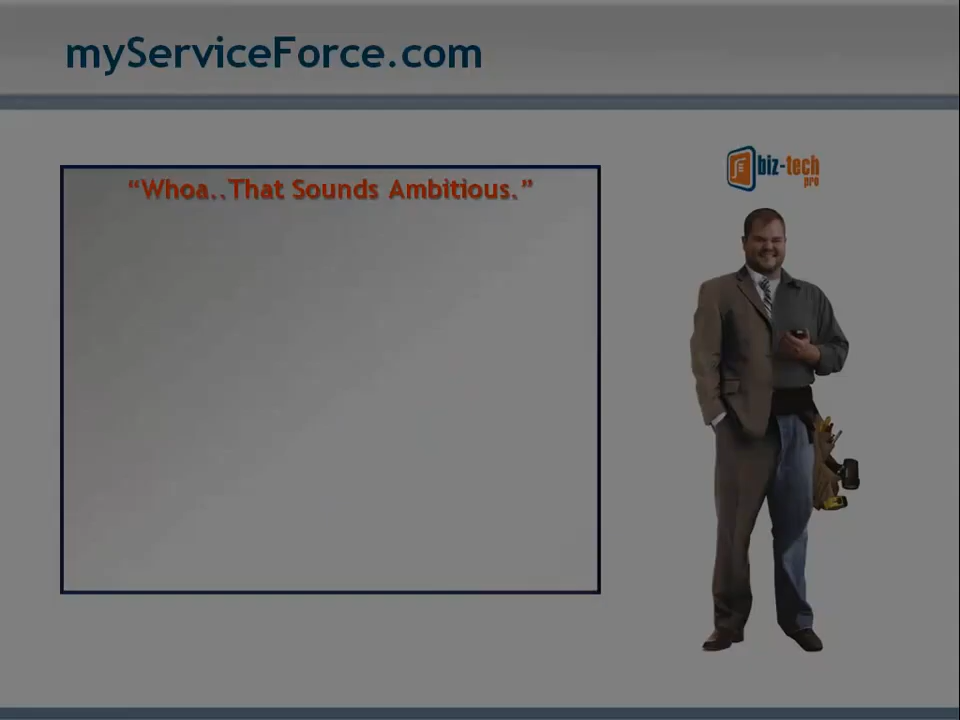 myServiceForce.com
“Whoa..That Sounds Ambitious.”
biz-tech
pro